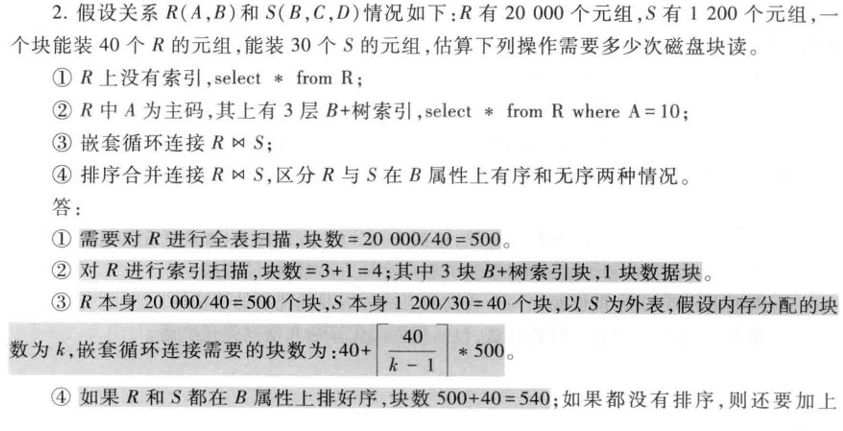 2. 假设关系 R(A,B)和 S(B,C,D)情况如下:R 有 20 000 个元组,S 有 1 200 个元组,一
个块能装 40 个 R 的元组,能装 30 个 S 的元组,估算下列操作需要多少次磁盘块读。
① R 上没有索引,select * from R;
② R 中 A 为主码,其上有 3 层 B+树索引,select * from R where A=10;
③ 嵌套循环连接 R ⋈ S;
④ 排序合并连接 R ⋈ S,区分 R 与 S 在 B 属性上有序和无序两种情况。
答:
① 需要对 R 进行全表扫描,块数=20 000/40=500。
② 对 R 进行索引扫描,块数=3+1=4;其中 3 块 B+树索引块,1 块数据块。
③ R 本身 20 000/40=500 个块,S 本身 1 200/30=40 个块,以 S 为外表,假设内存分配的块
数为 k,嵌套循环连接需要的块数为:40+⌈40/(k-1)⌉*500。
④ 如果 R 和 S 都在 B 属性上排好序,块数 500+40=540;如果都没有排序,则还要加上